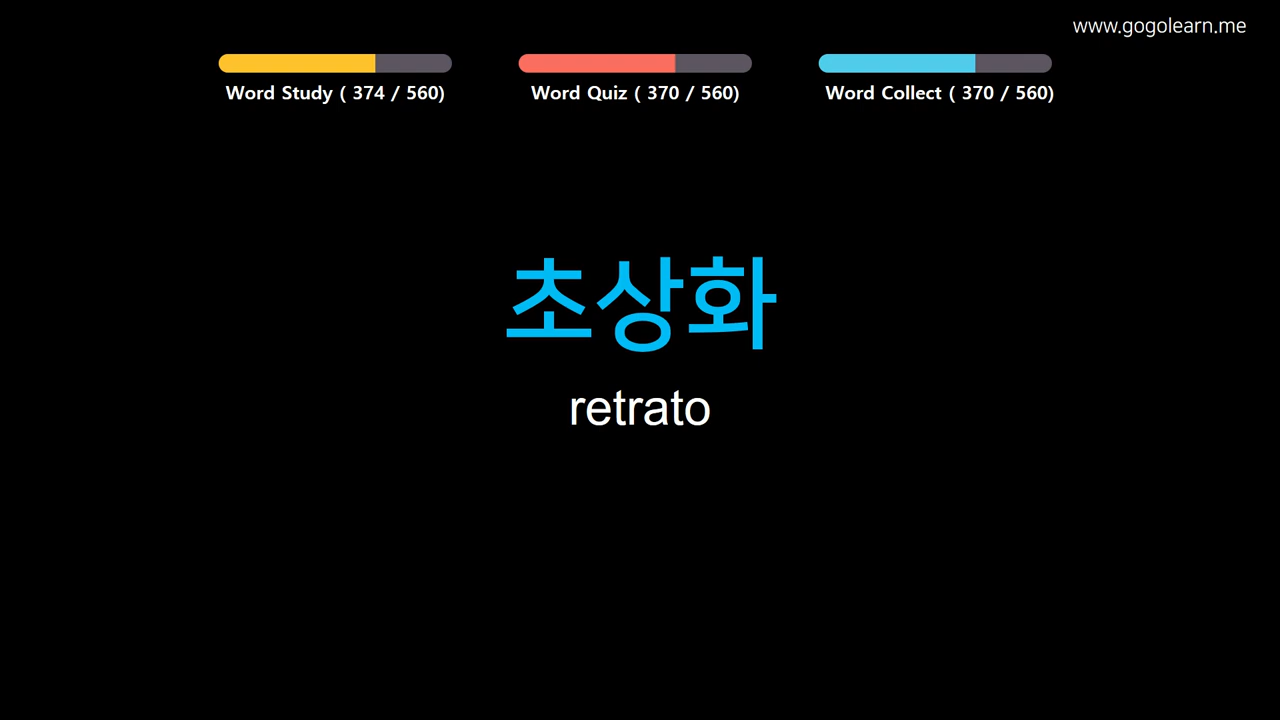 www.gogolearn.me
Word Study ( 374 / 560)
Word Quiz ( 370 / 560)
Word Collect ( 370 / 560)
초상화
retrato